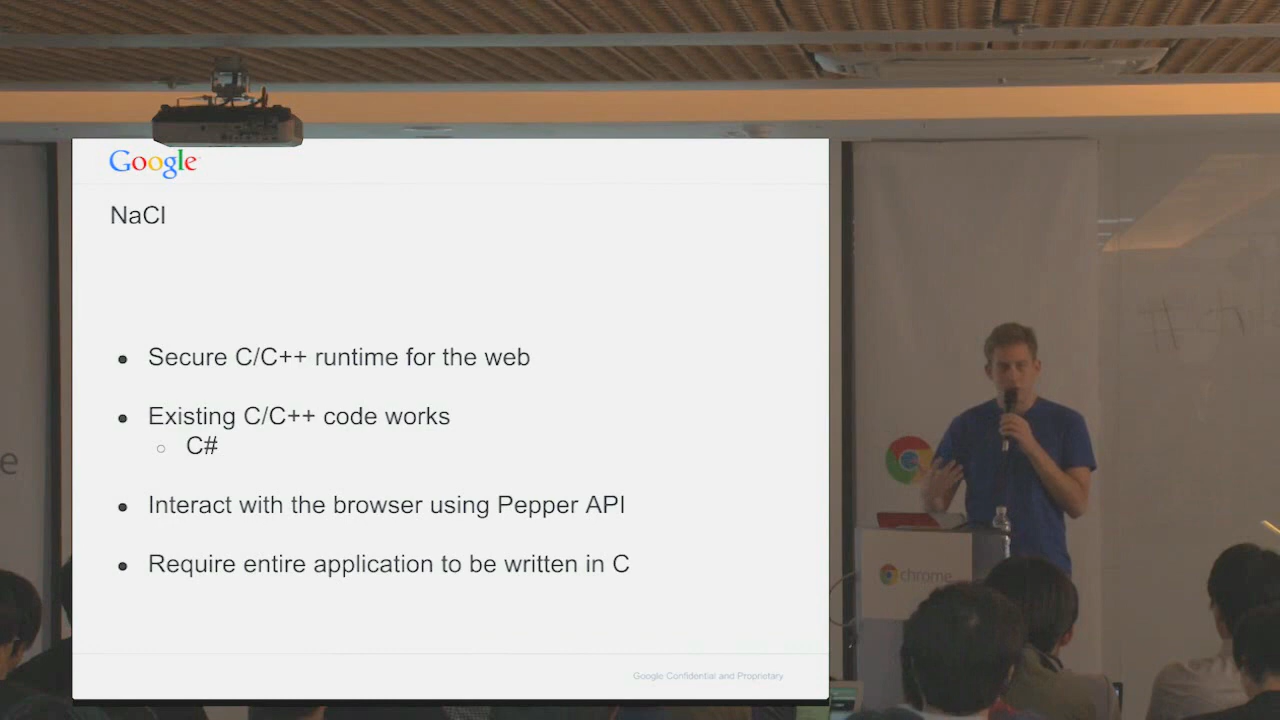 Google
NaCl
Secure C/C++ runtime for the web
Existing C/C++ code works
C#
Interact with the browser using Pepper API
Require entire application to be written in C
Google Confidential and Proprietary
chrome
e